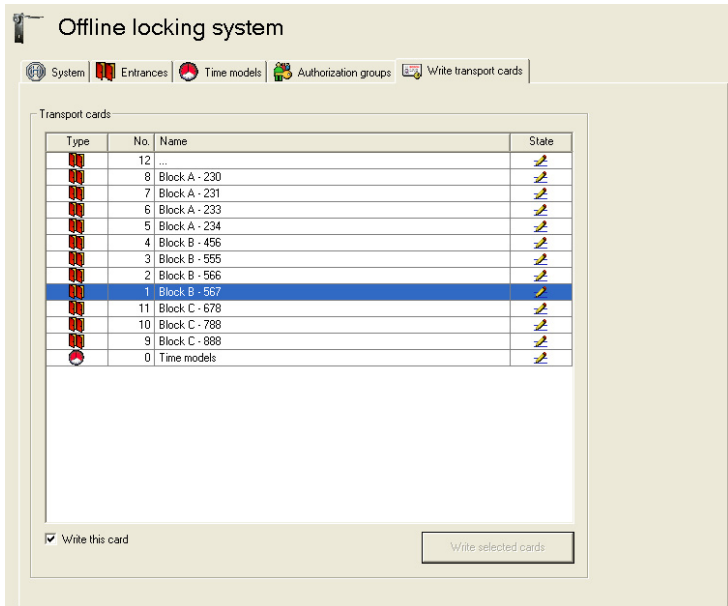 Offline locking system
System Entrances Time models Authorization groups Write transport cards
Transport cards
Type No. Name State
12 ...
8 Block A - 230
7 Block A - 231
6 Block A - 233
5 Block A - 234
4 Block B - 456
3 Block B - 555
2 Block B - 566
1 Block B - 567
11 Block C - 678
10 Block C - 788
9 Block C - 888
0 Time models
Write this card Write selected cards